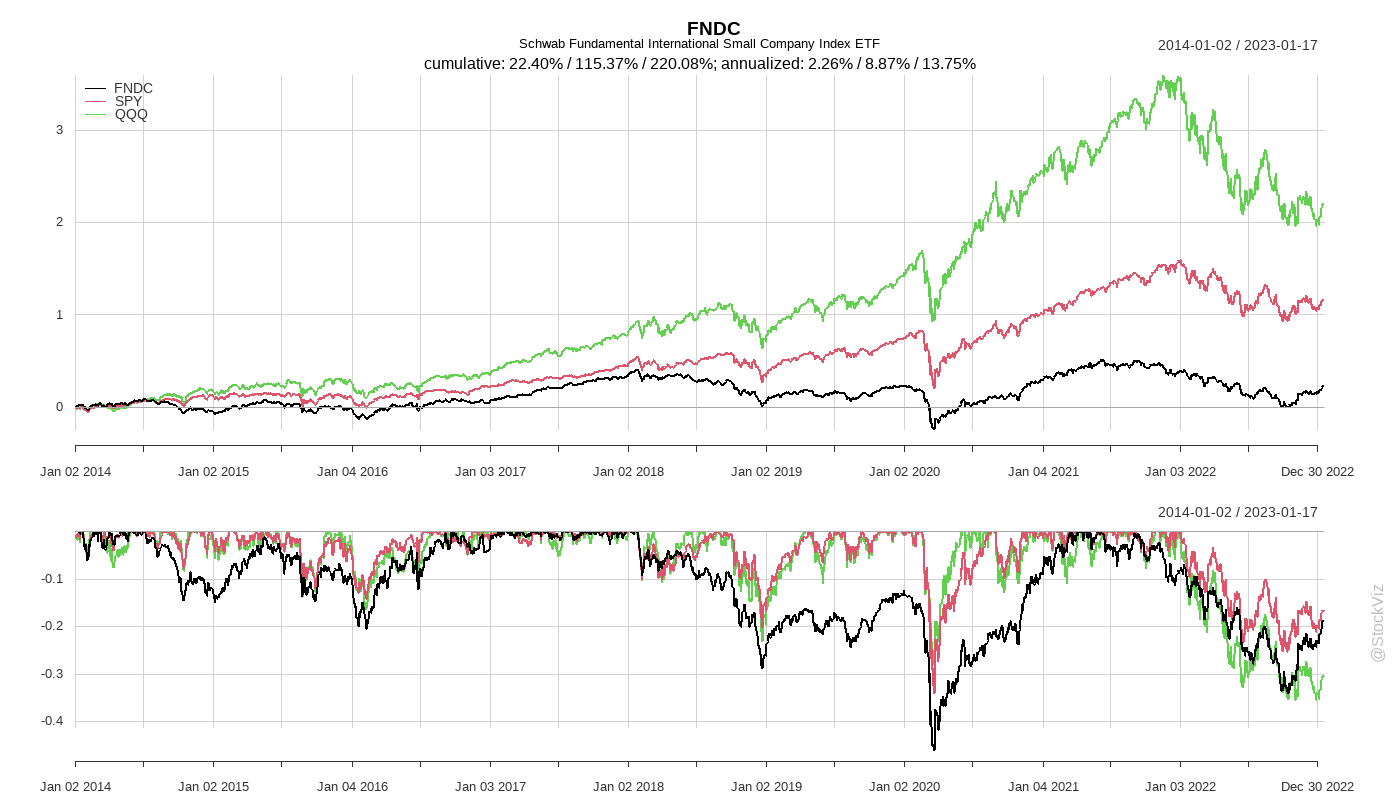 FNDC
Schwab Fundamental International Small Company Index ETF
2014-01-02 / 2023-01-17
cumulative: 22.40% / 115.37% / 220.08%; annualized: 2.26% / 8.87% / 13.75%
FNDC
SPY
QQQ
3
2
1
0
Jan 02 2014 Jan 02 2015 Jan 04 2016 Jan 03 2017 Jan 02 2018 Jan 02 2019 Jan 02 2020 Jan 04 2021 Jan 03 2022 Dec 30 2022
2014-01-02 / 2023-01-17
-0.1
-0.2
-0.3
-0.4
Jan 02 2014 Jan 02 2015 Jan 04 2016 Jan 03 2017 Jan 02 2018 Jan 02 2019 Jan 02 2020 Jan 04 2021 Jan 03 2022 Dec 30 2022
@StockViz